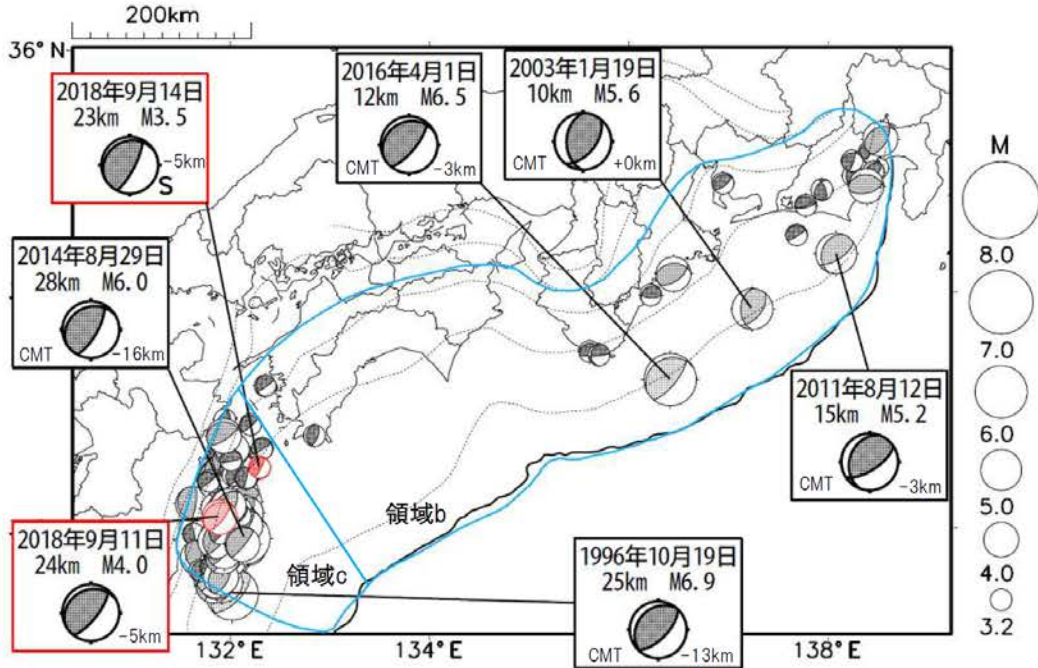 200km
36°N
2018年9月14日
23km M3.5
-5km
S
2016年4月1日
12km M6.5
CMT
-3km
2003年1月19日
10km M5.6
CMT
+0km
2014年8月29日
28km M6.0
CMT
-16km
2011年8月12日
15km M5.2
CMT
-3km
2018年9月11日
24km M4.0
-5km
1996年10月19日
25km M6.9
CMT
-13km
領域b
領域c
132°E
134°E
138°E
M
8.0
7.0
6.0
5.0
4.0
3.2